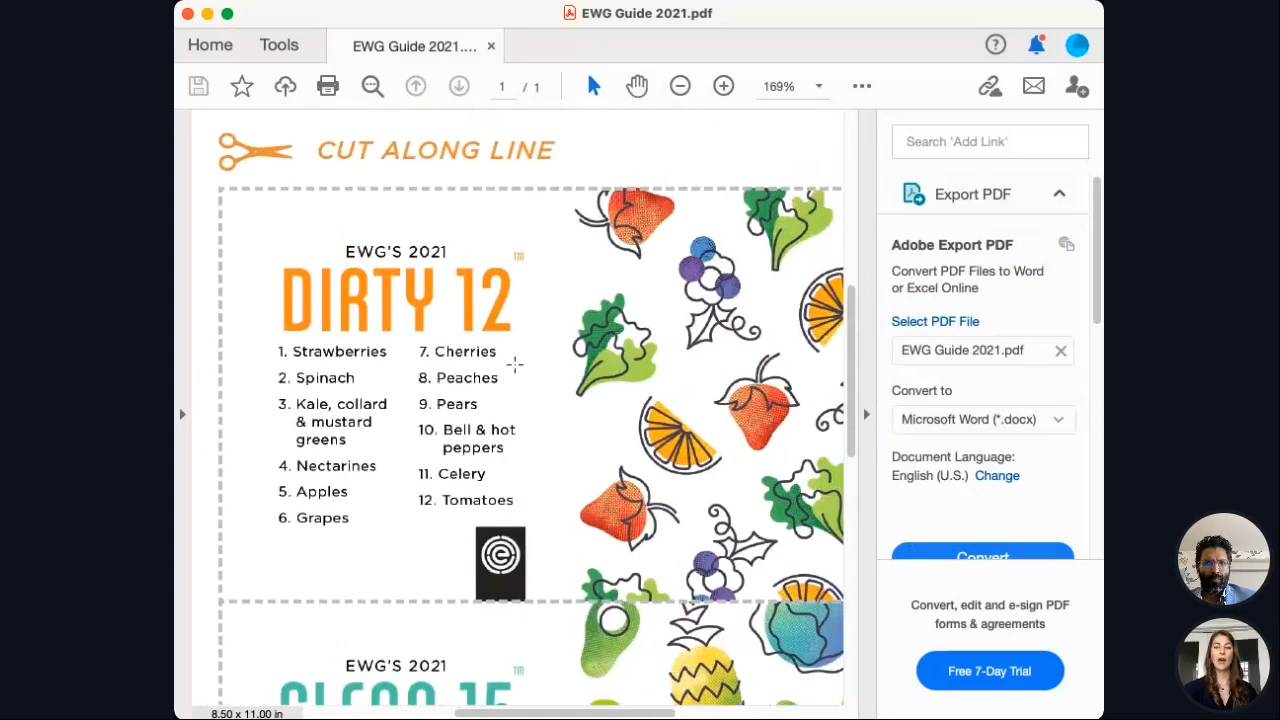 EWG Guide 2021.pdf
Home
Tools
EWG Guide 2021....
1 / 1
169%
CUT ALONG LINE
EWG'S 2021
DIRTY 12™
1. Strawberries
2. Spinach
3. Kale, collard
& mustard
greens
4. Nectarines
5. Apples
6. Grapes
7. Cherries
8. Peaches
9. Pears
10. Bell & hot
peppers
11. Celery
12. Tomatoes
EWG'S 2021
CLEAN 15™
8.50 x 11.00 in
Search 'Add Link'
Export PDF
Adobe Export PDF
Convert PDF Files to Word
or Excel Online
Select PDF File
EWG Guide 2021.pdf
Convert to
Microsoft Word (*.docx)
Document Language:
English (U.S.) Change
Convert
Convert, edit and e-sign PDF
forms & agreements
Free 7-Day Trial